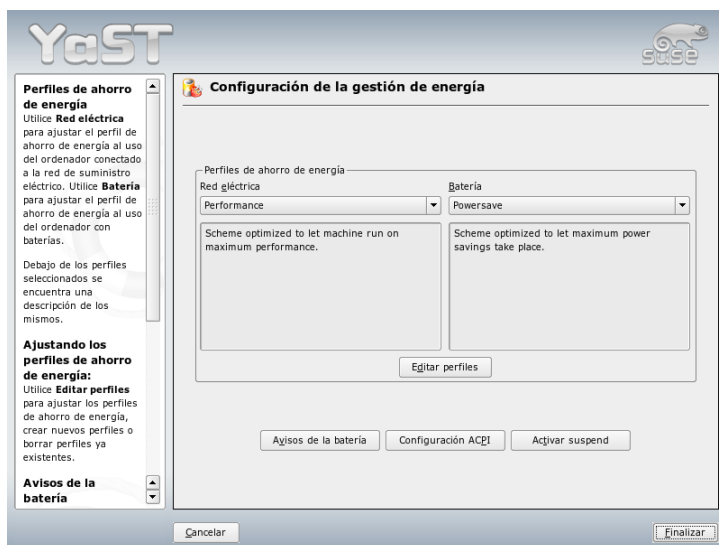 YaST
suse
Perfiles de ahorro
de energía
Utilice Red eléctrica
para ajustar el perfil de
ahorro de energía al uso
del ordenador conectado
a la red de suministro
eléctrico. Utilice Batería
para ajustar el perfil de
ahorro de energía al uso
del ordenador con
baterías.
Debajo de los perfiles
seleccionados se
encuentra una
descripción de los
mismos.
Ajustando los
perfiles de ahorro
de energía:
Utilice Editar perfiles
para ajustar los perfiles
de ahorro de energía,
crear nuevos perfiles o
borrar perfiles ya
existentes.
Avisos de la
batería
Configuración de la gestión de energía
Perfiles de ahorro de energía
Red eléctrica
Performance
Scheme optimized to let machine run on
maximum performance.
Batería
Powersave
Scheme optimized to let maximum power
savings take place.
Editar perfiles
Avisos de la batería
Configuración ACPI
Activar suspend
Cancelar
Finalizar